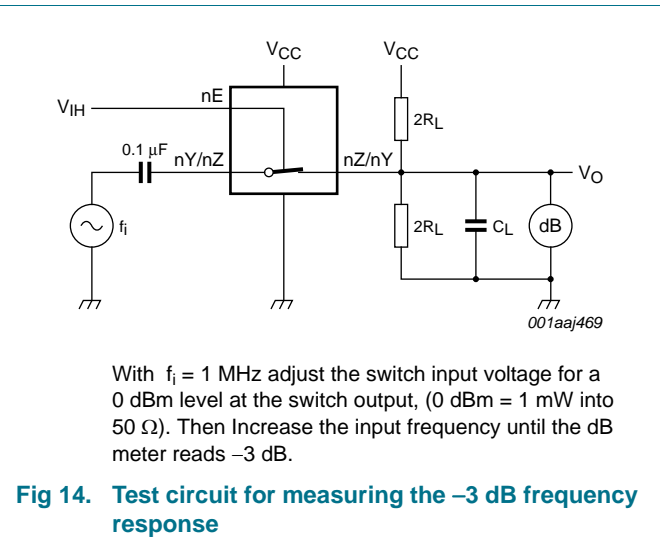 VCC VCC
nE
VIH
2RL
0.1 μF nY/nZ nZ/nY
VO
fi 2RL CL dB
001aaj469
With fi = 1 MHz adjust the switch input voltage for a
0 dBm level at the switch output, (0 dBm = 1 mW into
50 Ω). Then Increase the input frequency until the dB
meter reads −3 dB.
Fig 14. Test circuit for measuring the −3 dB frequency
response